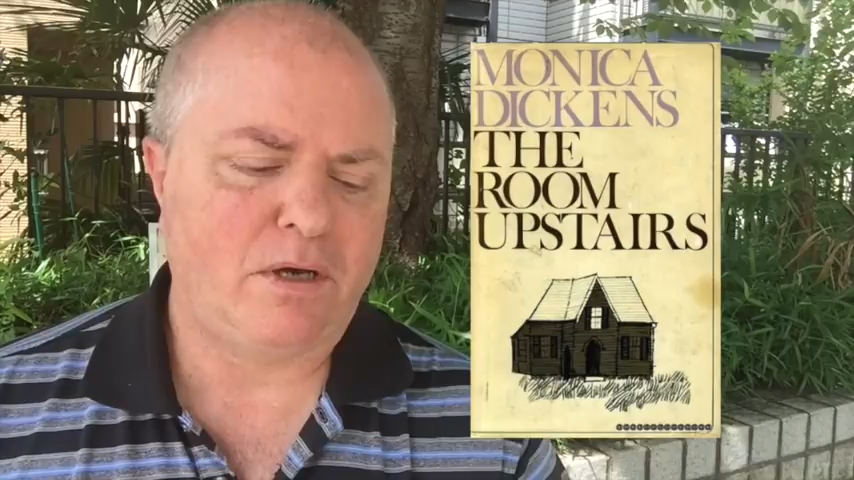 MONICA
DICKENS
THE
ROOM
UPSTAIRS